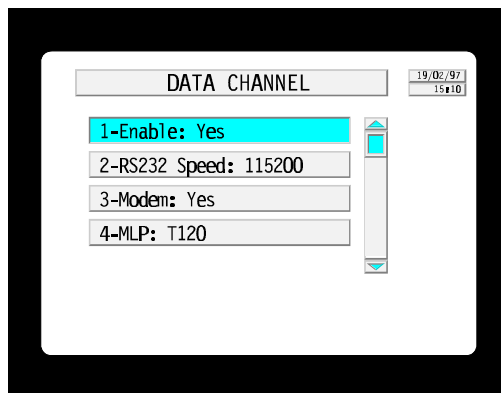 DATA CHANNEL
19/02/97
15:10
1-Enable: Yes
2-RS232 Speed: 115200
3-Modem: Yes
4-MLP: T120